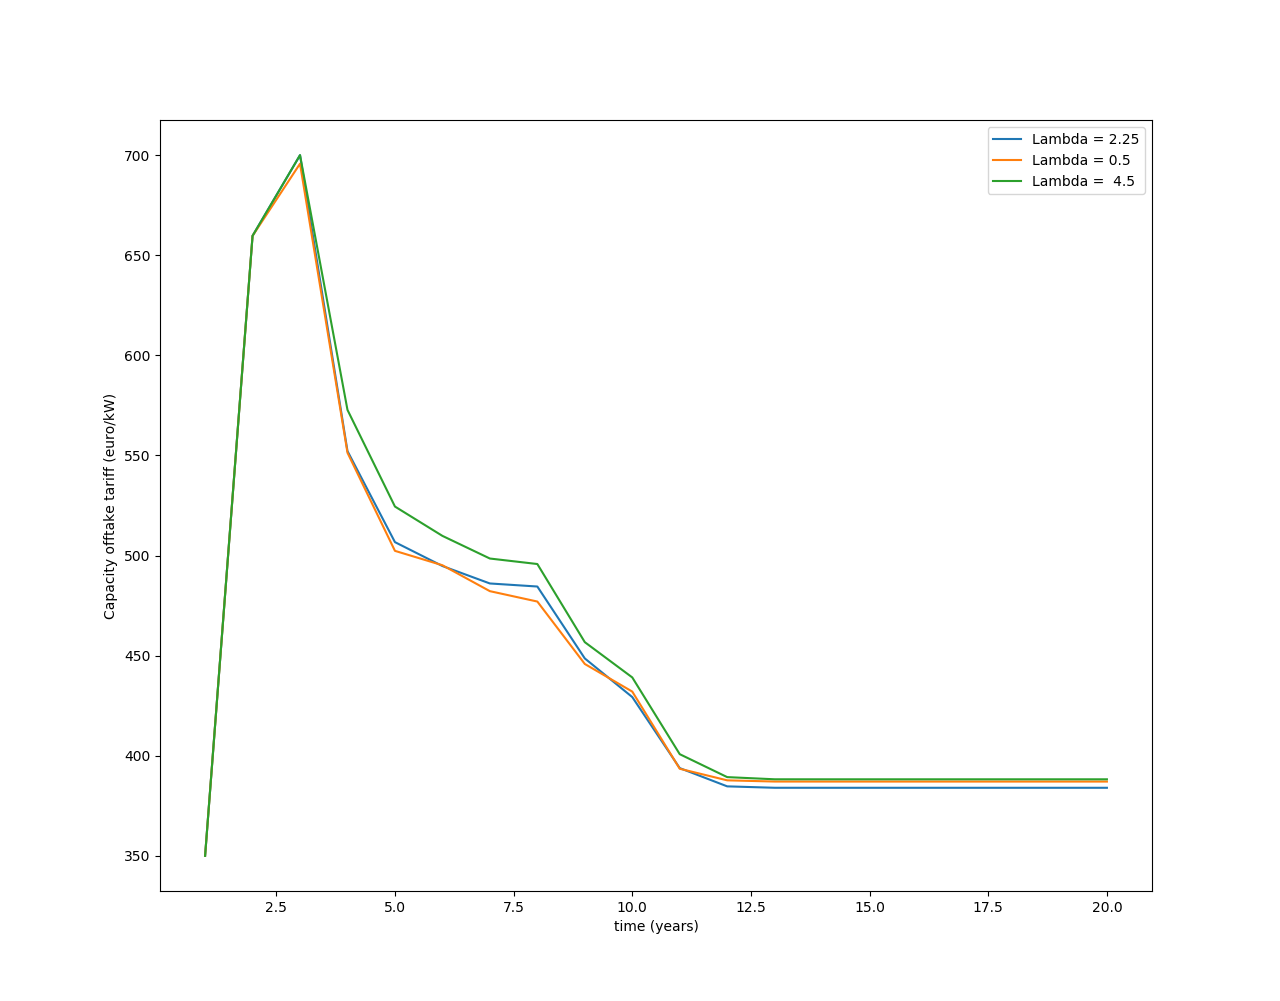 Lambda = 2.25
Lambda = 0.5
Lambda =  4.5
700
650
600
550
500
450
400
350
Capacity offtake tariff (euro/kW)
2.5 5.0 7.5 10.0 12.5 15.0 17.5 20.0
time (years)